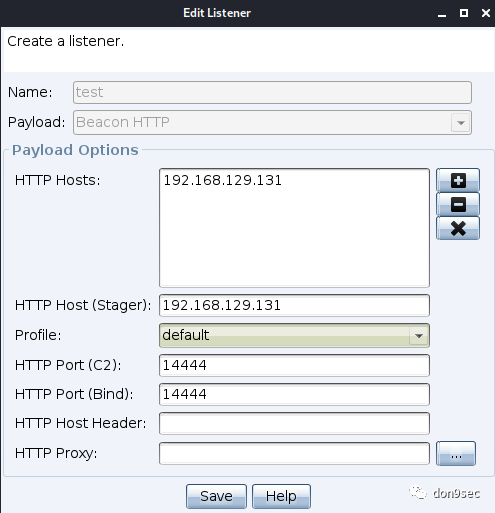 Edit Listener
Create a listener.
Name: test
Payload: Beacon HTTP
Payload Options
HTTP Hosts: 192.168.129.131
HTTP Host (Stager): 192.168.129.131
Profile: default
HTTP Port (C2): 14444
HTTP Port (Bind): 14444
HTTP Host Header:
HTTP Proxy: ...
Save Help
don9sec